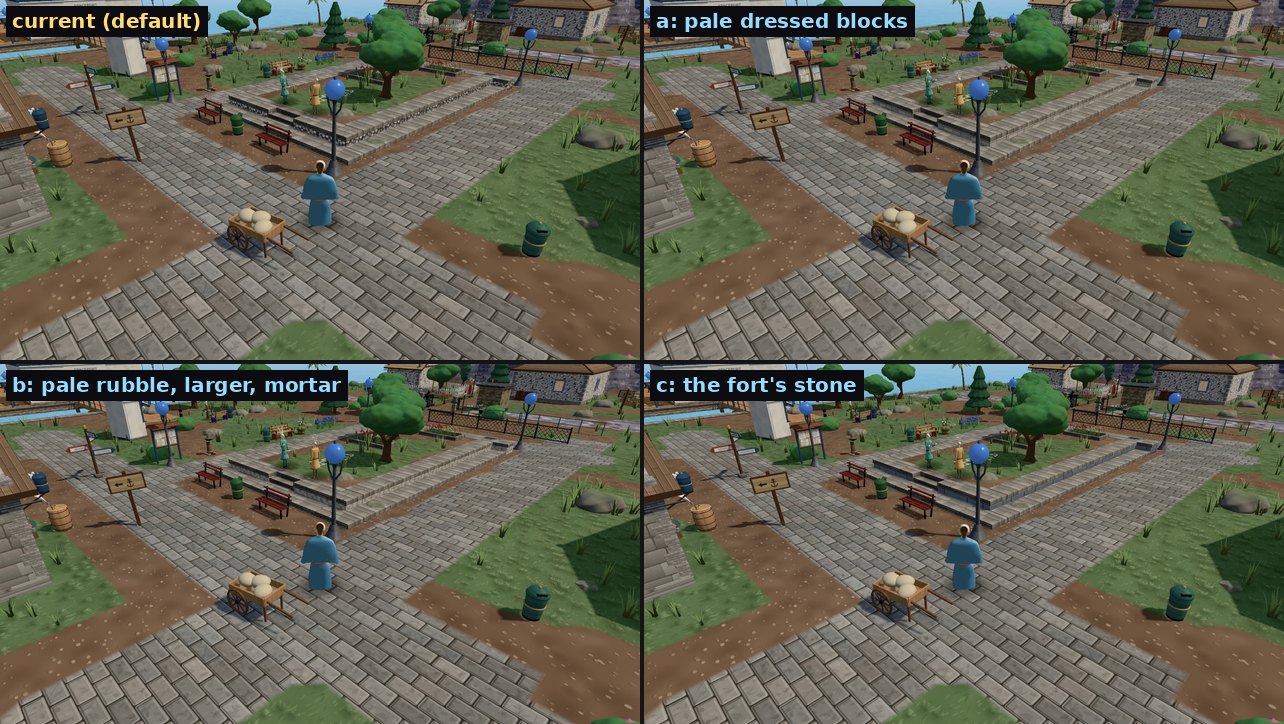 current (default)
a: pale dressed blocks
b: pale rubble, larger, mortar
c: the fort's stone